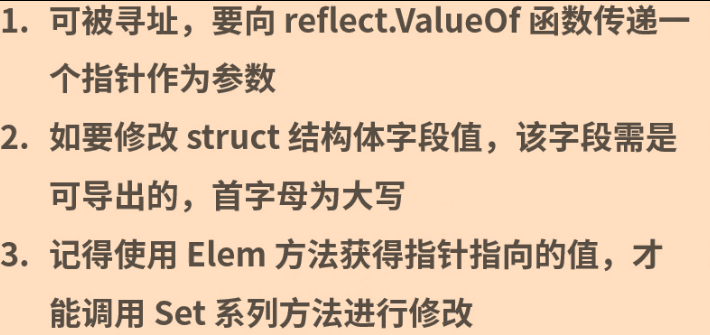 1. 可被寻址，要向 reflect.ValueOf 函数传递一
个指针作为参数
2. 如要修改 struct 结构体字段值，该字段需是
可导出的，首字母为大写
3. 记得使用 Elem 方法获得指针指向的值，才
能调用 Set 系列方法进行修改